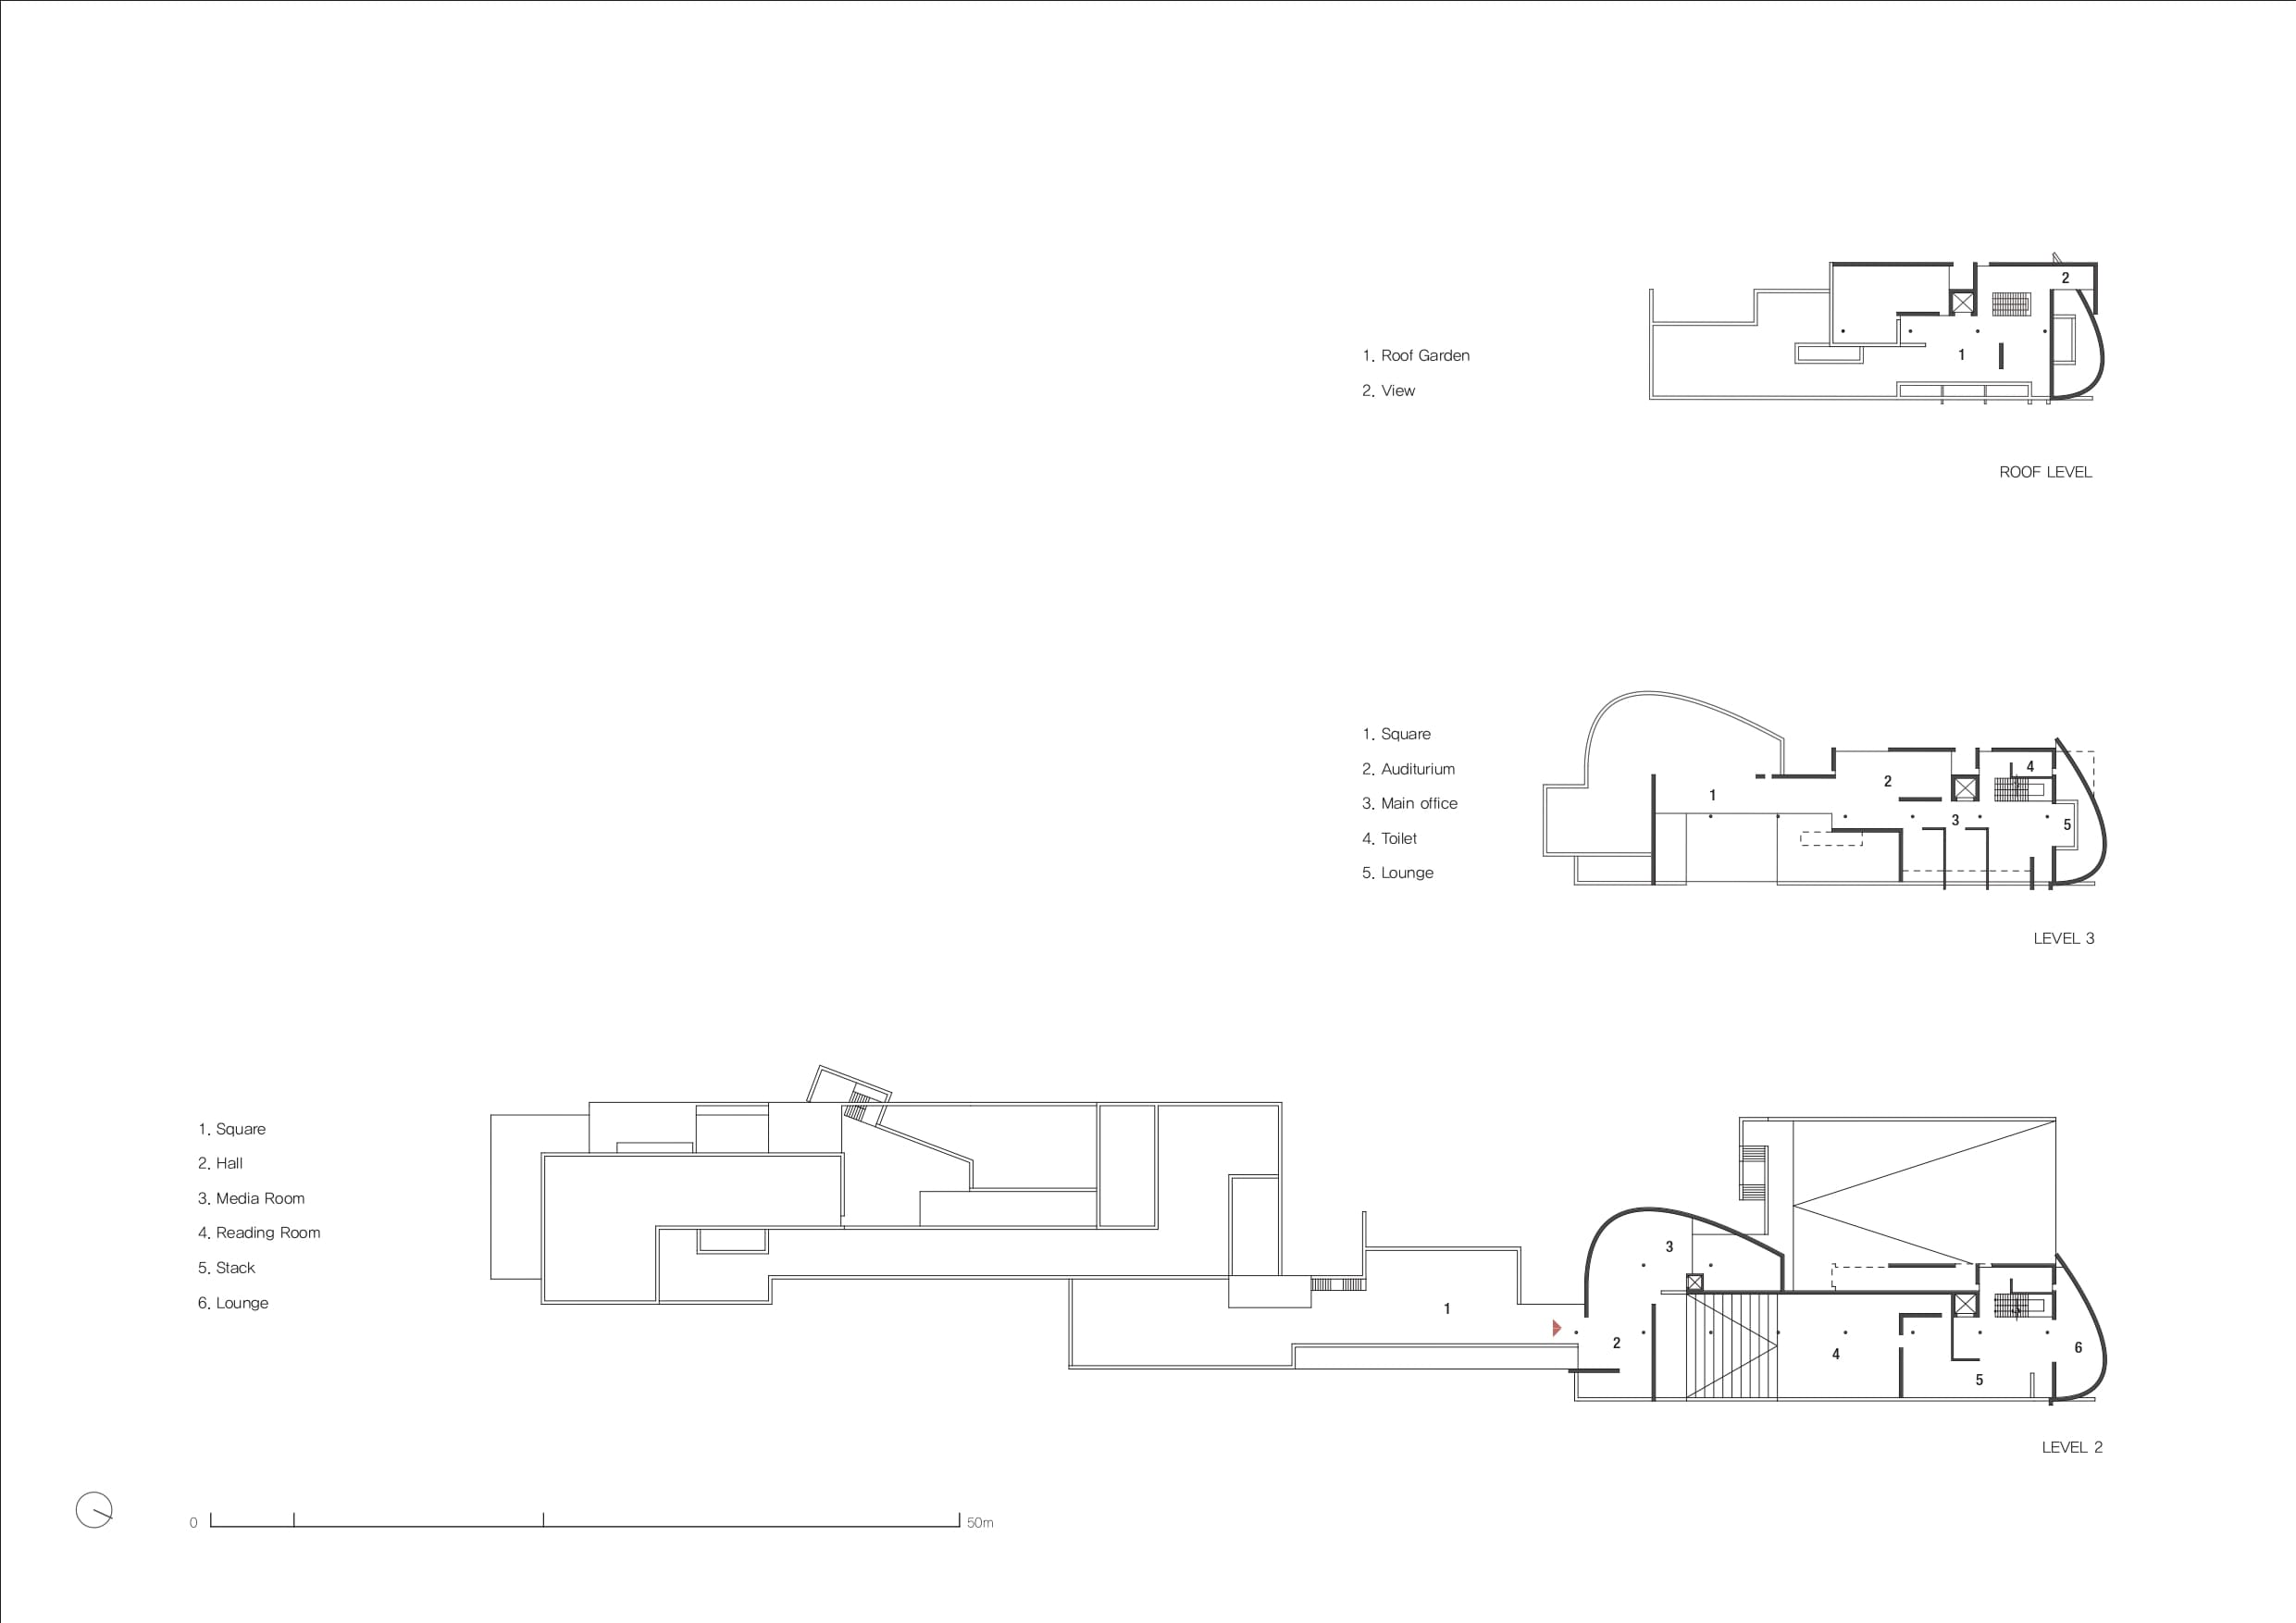 2
1. Roof Garden
1
2. View
ROOF LEVEL
1. Square
4
2. Auditurium
2
1
3. Main office
3
5
4. Toilet
5. Lounge
LEVEL 3
1. Square
2. Hall
3. Media Room
4. Reading Room
5. Stack
6. Lounge
3
1
2
4
6
5
LEVEL 2
0
50m